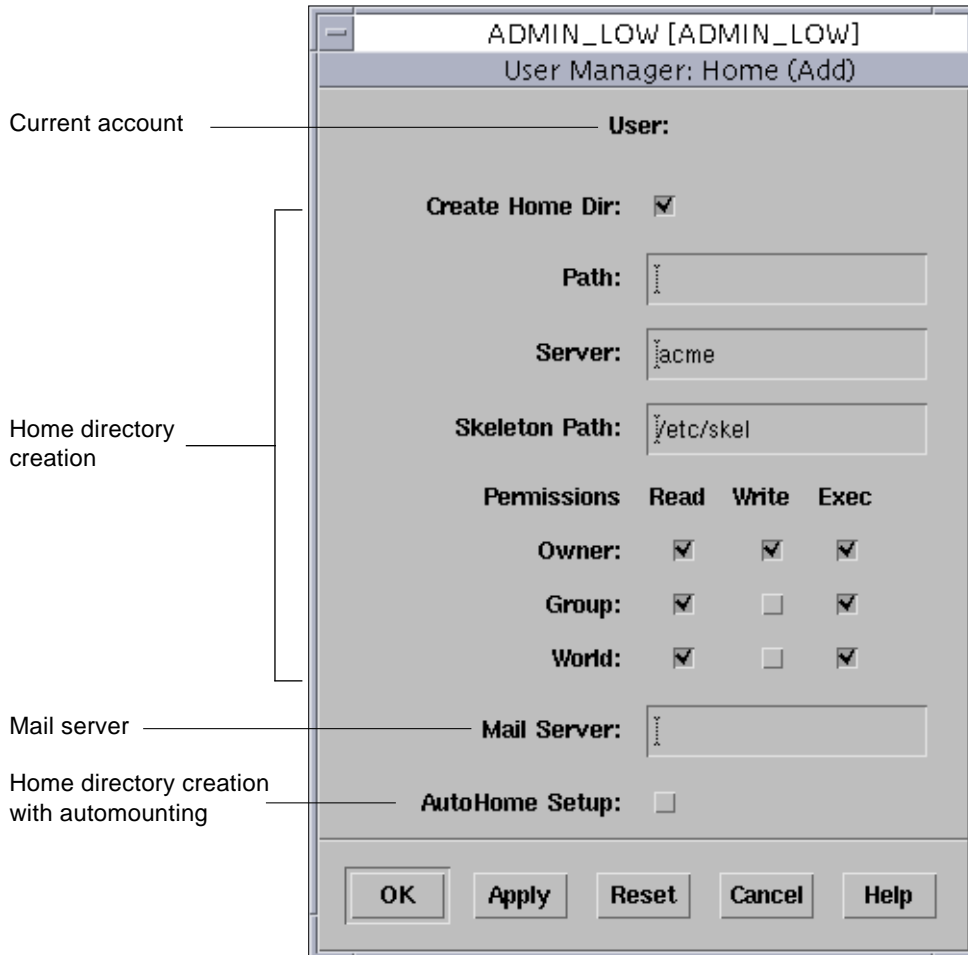 ADMIN_LOW [ADMIN_LOW]
User Manager: Home (Add)
Current account
User:
Create Home Dir:
Path:
Server: acme
Home directory
creation
Skeleton Path: /etc/skel
Permissions Read Write Exec
Owner:
Group:
World:
Mail server
Mail Server:
Home directory creation
with automounting
AutoHome Setup:
OK Apply Reset Cancel Help